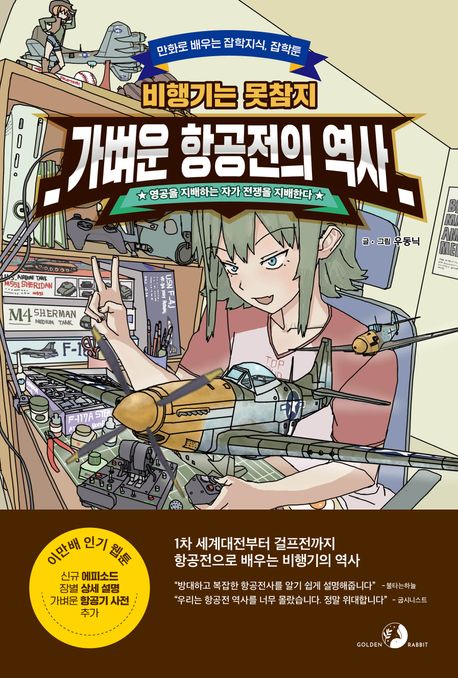 만화로 배우는 잡학지식, 잡학툰
비행기는 못참지
가벼운 항공전의 역사
★ 영공을 지배하는 자가 전쟁을 지배한다 ★
글·그림 우동닉
M551 SHERIDAN
M4 SHERMAN
MEDIUM TANK
F-16
F-117A
TOP
이만배 인기 웹툰
신규 에피소드
장별 상세 설명
가벼운 항공기 사전
추가
1차 세계대전부터 걸프전까지
항공전으로 배우는 비행기의 역사
“방대하고 복잡한 항공전사를 알기 쉽게 설명해줍니다” - 불타는하늘
“우리는 항공전 역사를 너무 몰랐습니다. 정말 위대합니다” - 굽시니스트
GOLDEN RABBIT